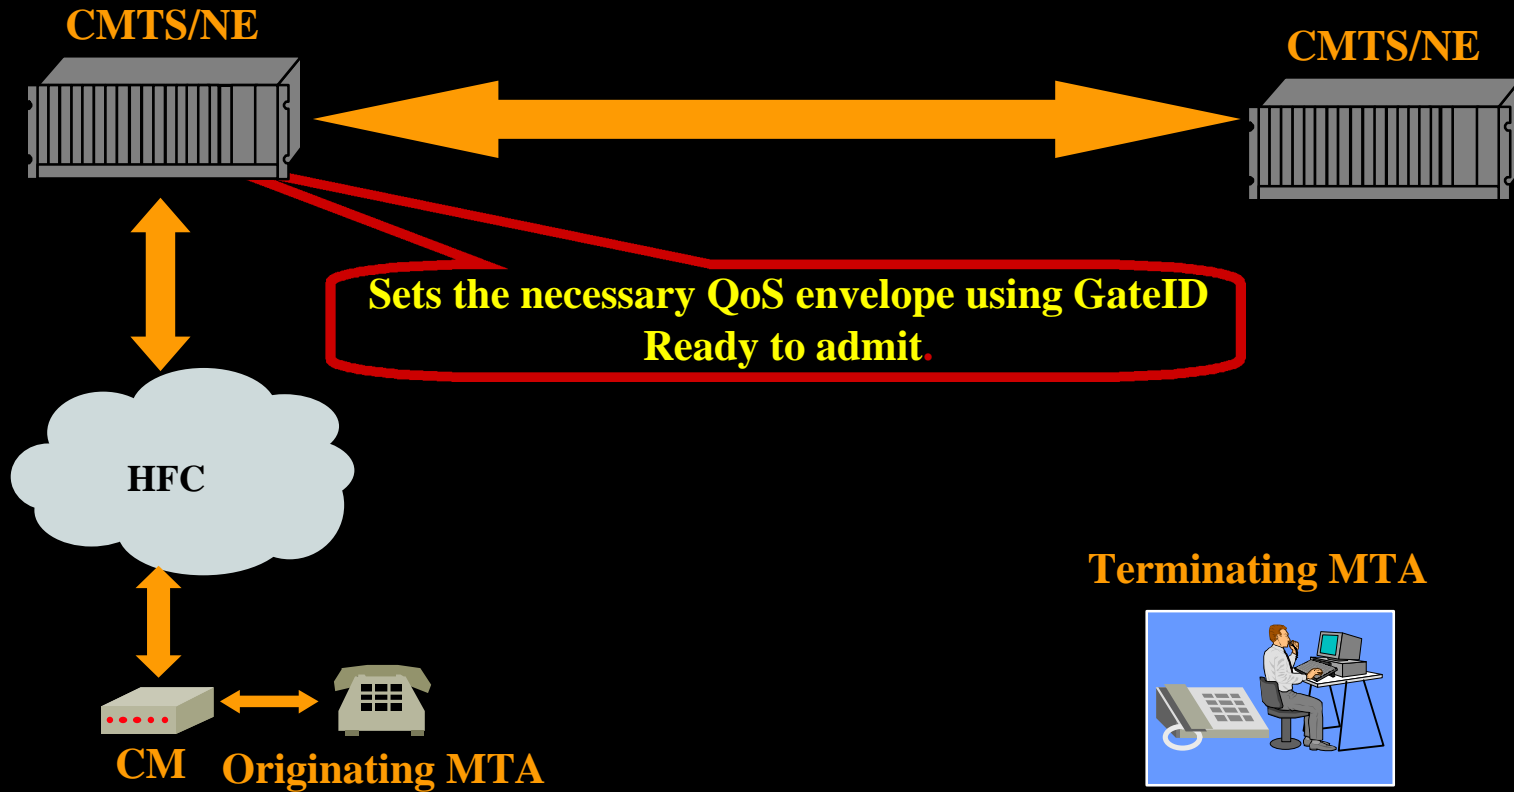 CMTS/NE
CMTS/NE
Sets the necessary QoS envelope using GateID
Ready to admit.
HFC
Terminating MTA
CM
Originating MTA